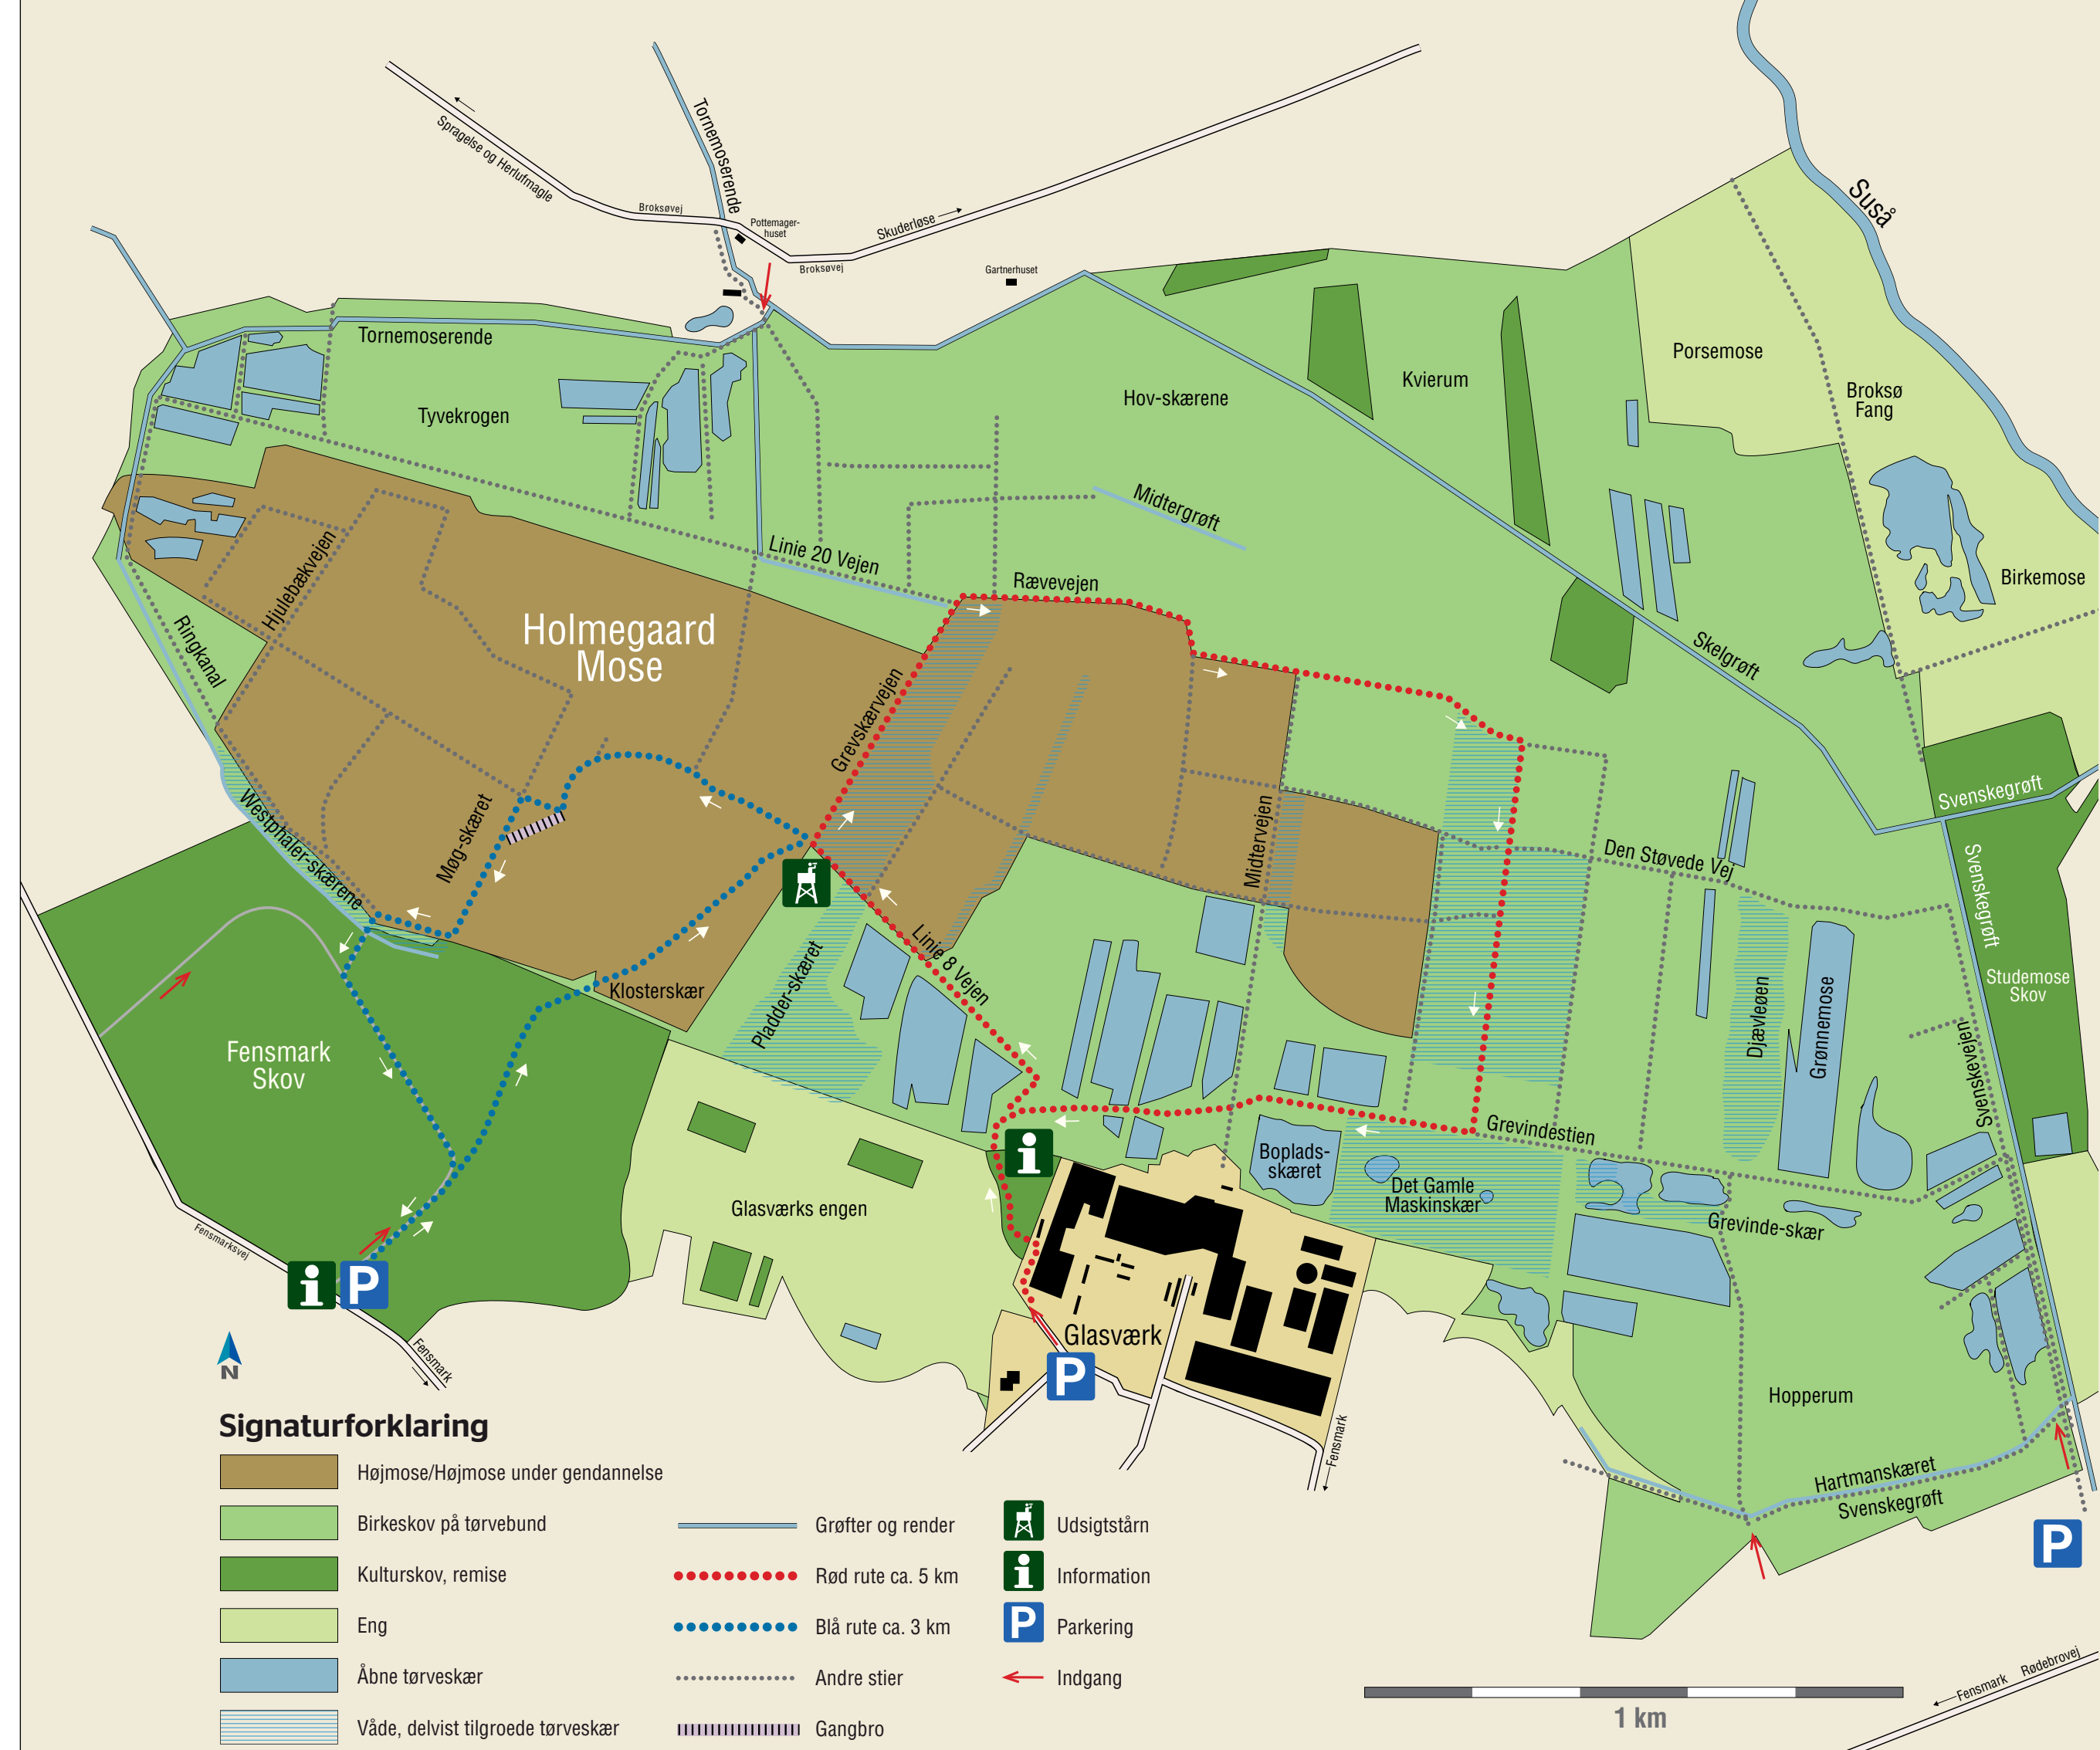 Spragelse og Herlufmagle
Tornemoserende
Broksøvej
Pottemager-
huset
Broksøvej
Skuderløse
Gartnerhuset
Suså
Tornemoserende
Tyvekrogen
Hov-skærene
Kvierum
Porsemose
Broksø
Fang
Midtergrøft
Linie 20 Vejen
Rævevejen
Birkemose
Hjulebækvejen
Ringkanal
Holmegaard
Mose
Grevskærvejen
Skelgrøft
Svenskegrøft
Westphaler-skærene
Møg-skæret
Midtervejen
Den Støvede Vej
Svenskegrøft
Klosterskær
Pladder-skæret
Linie 8 Vejen
Djævleøen
Grønnemose
Studemose
Skov
Svenskevejen
Fensmark
Skov
Grevindestien
Boplads-
skæret
Det Gamle
Maskinskær
Grevinde-skær
Glasværks engen
Fensmarksvej
i
P
i
Fensmark
Glasværk
P
Fensmark
Hopperum
Hartmanskæret
Svenskegrøft
P
N
Signaturforklaring
Højmose/Højmose under gendannelse
Birkeskov på tørvebund
Kulturskov, remise
Eng
Åbne tørveskær
Våde, delvist tilgroede tørveskær
Grøfter og render
Rød rute ca. 5 km
Blå rute ca. 3 km
Andre stier
Gangbro
Udsigtstårn
i Information
P Parkering
Indgang
1 km
Fensmark Rødebrovej